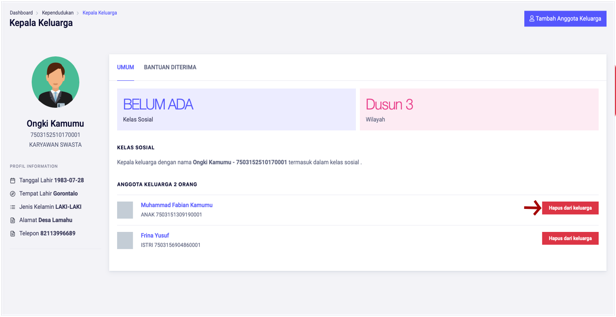 Dashboard > Kependudukan > Kepala Keluarga
Kepala Keluarga
Tambah Anggota Keluarga
Ongki Kamumu
7503152510170001
KARYAWAN SWASTA
PROFIL INFORMATION
Tanggal Lahir 1983-07-28
Tempat Lahir Gorontalo
Jenis Kelamin LAKI-LAKI
Alamat Desa Lamahu
Telepon 82113996689
UMUM BANTUAN DITERIMA
BELUM ADA
Kelas Sosial
Dusun 3
Wilayah
KELAS SOSIAL
Kepala keluarga dengan nama Ongki Kamumu - 7503152510170001 termasuk dalam kelas sosial .
ANGGOTA KELUARGA 2 ORANG
Muhammad Fabian Kamumu
ANAK 7503151309190001
Hapus dari keluarga
Frina Yusuf
ISTRI 7503156904860001
Hapus dari keluarga